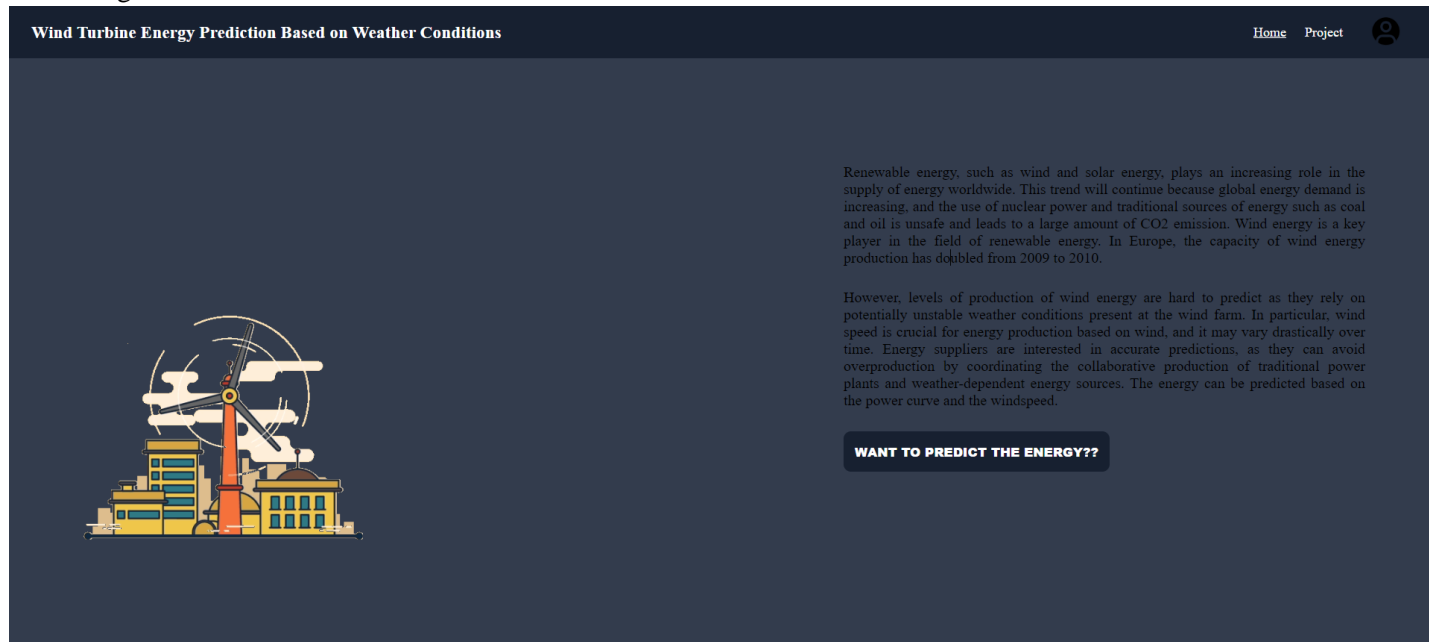 Wind Turbine Energy Prediction Based on Weather Conditions
Home Project
Renewable energy, such as wind and solar energy, plays an increasing role in the
supply of energy worldwide. This trend will continue because global energy demand is
increasing, and the use of nuclear power and traditional sources of energy such as coal
and oil is unsafe and leads to a large amount of CO2 emission. Wind energy is a key
player in the field of renewable energy. In Europe, the capacity of wind energy
production has doubled from 2009 to 2010.
However, levels of production of wind energy are hard to predict as they rely on
potentially unstable weather conditions present at the wind farm. In particular, wind
speed is crucial for energy production based on wind, and it may vary drastically over
time. Energy suppliers are interested in accurate predictions, as they can avoid
overproduction by coordinating the collaborative production of traditional power
plants and weather-dependent energy sources. The energy can be predicted based on
the power curve and the windspeed.
WANT TO PREDICT THE ENERGY??